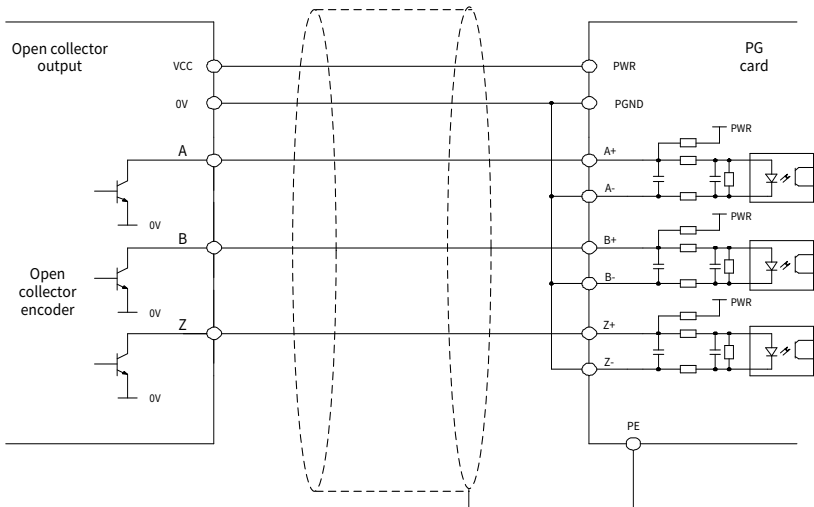 Open collector
output
PG
card
VCC
PWR
0V
PGND
PWR
A
A+
A-
0V
PWR
B
B+
Open
collector
encoder
B-
0V
PWR
Z
Z+
Z-
0V
PE